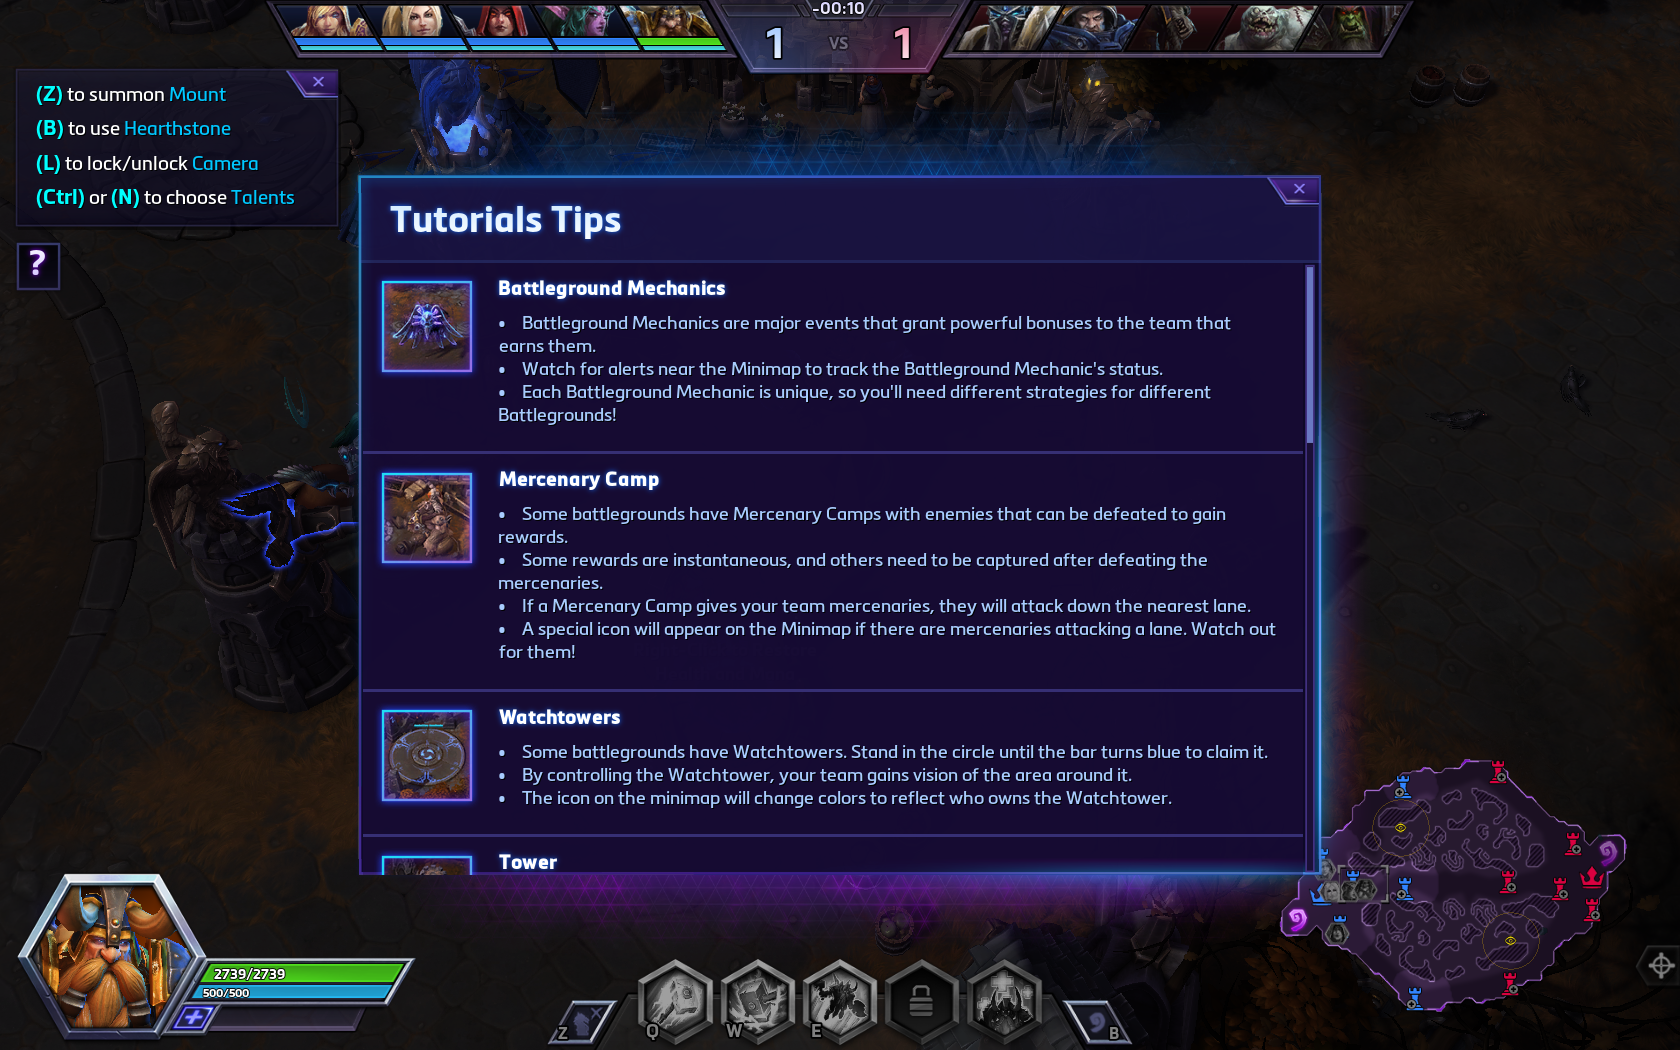 -00:10
1 VS 1
(Z) to summon Mount
(B) to use Hearthstone
(L) to lock/unlock Camera
(Ctrl) or (N) to choose Talents
?
Tutorials Tips
Battleground Mechanics
• Battleground Mechanics are major events that grant powerful bonuses to the team that
earns them.
• Watch for alerts near the Minimap to track the Battleground Mechanic's status.
• Each Battleground Mechanic is unique, so you'll need different strategies for different
Battlegrounds!
Mercenary Camp
• Some battlegrounds have Mercenary Camps with enemies that can be defeated to gain
rewards.
• Some rewards are instantaneous, and others need to be captured after defeating the
mercenaries.
• If a Mercenary Camp gives your team mercenaries, they will attack down the nearest lane.
• A special icon will appear on the Minimap if there are mercenaries attacking a lane. Watch out
for them!
Watchtowers
• Some battlegrounds have Watchtowers. Stand in the circle until the bar turns blue to claim it.
• By controlling the Watchtower, your team gains vision of the area around it.
• The icon on the minimap will change colors to reflect who owns the Watchtower.
Tower
2739/2739
500/500
Z Q W E B